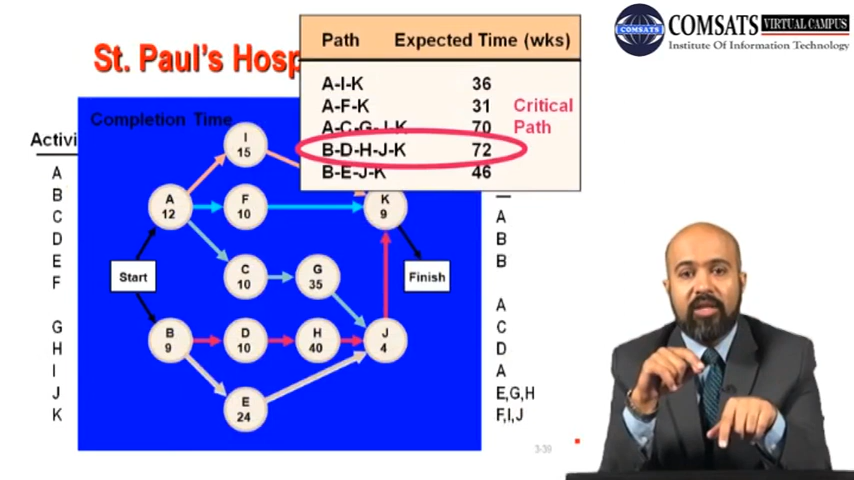 COMSATS VIRTUAL CAMPUS
Institute Of Information Technology
COMSATS
St. Paul's Hosp
Path Expected Time (wks)
A-I-K 36
A-F-K 31
A-C-G-J-K 70
B-D-H-J-K 72
B-E-J-K 46
Critical
Path
Completion Time
Activi
A
B
C
D
E
F
G
H
I
J
K
I
15
A
12
F
10
K
9
C
10
G
35
Start
Finish
B
9
D
10
H
40
J
4
E
24
A
B
B
A
C
D
A
E,G,H
F,I,J
3-39